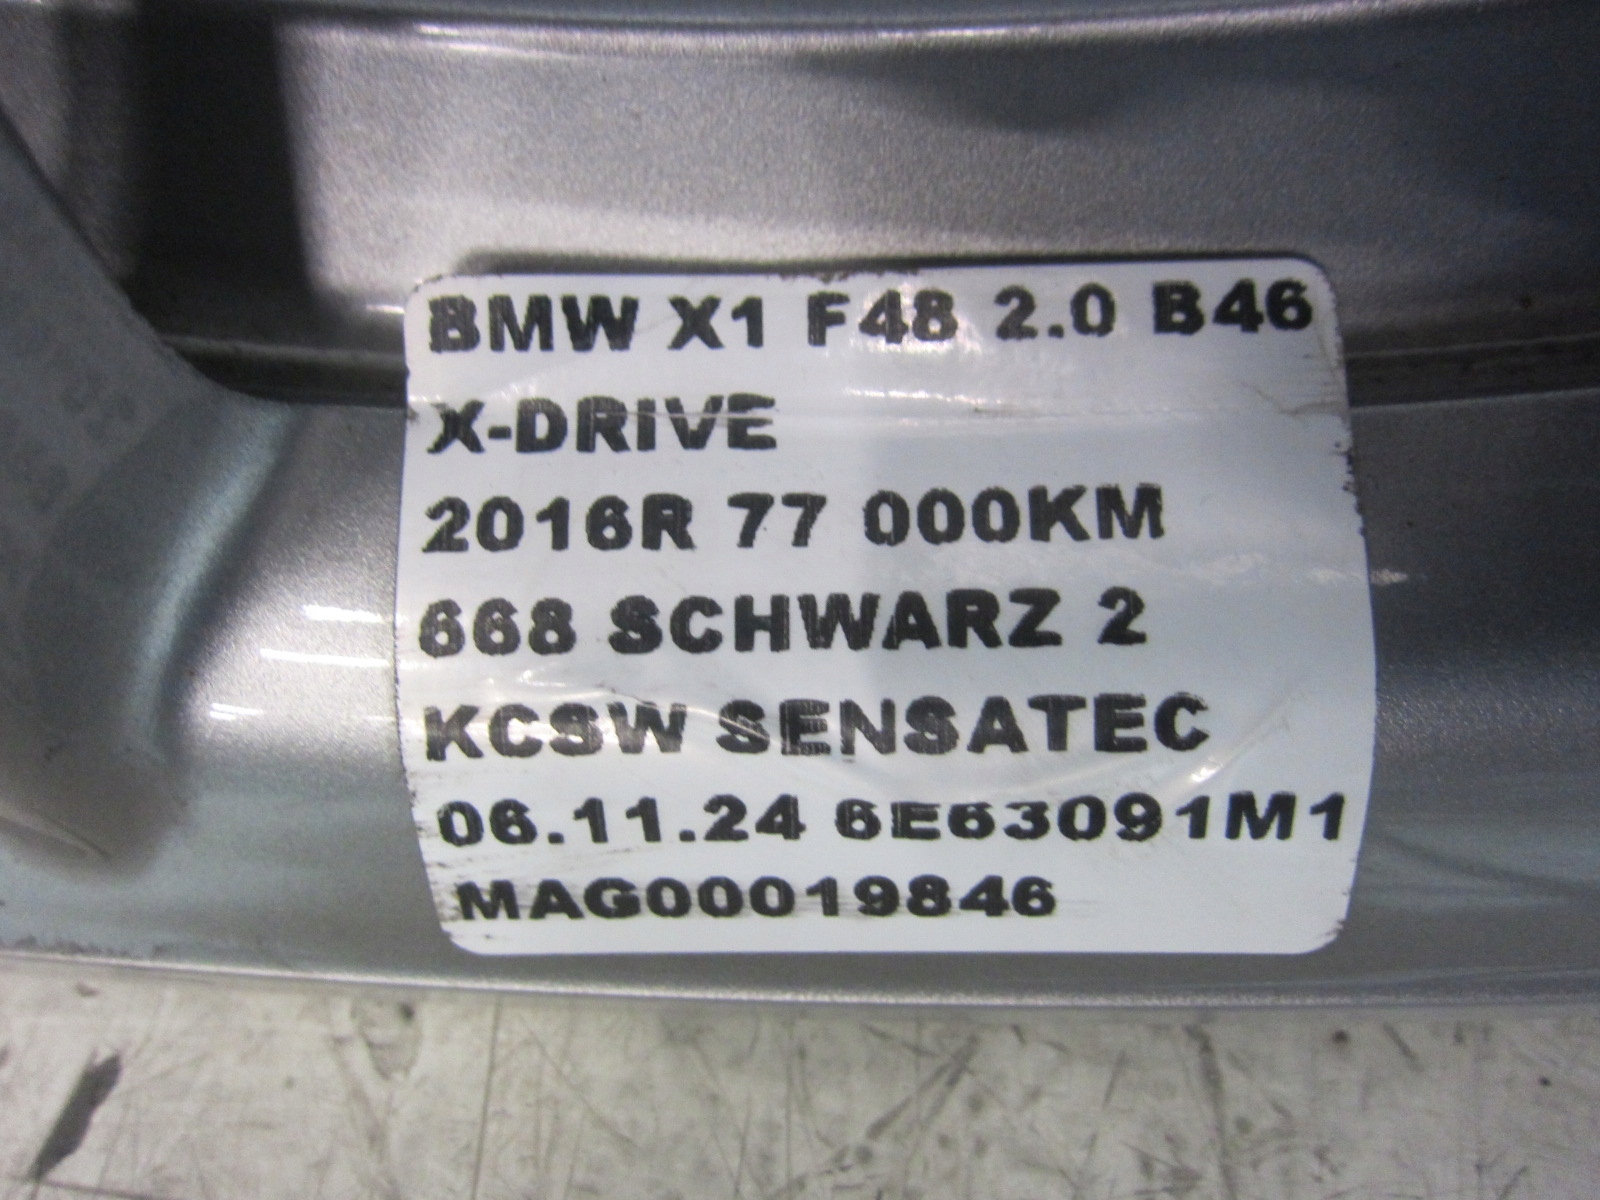 BMW X1 F48 2.0 B46
X-DRIVE
2016R 77 000KM
668 SCHWARZ 2
KCSW SENSATEC
06.11.24 6E63091M1
MAG00019846